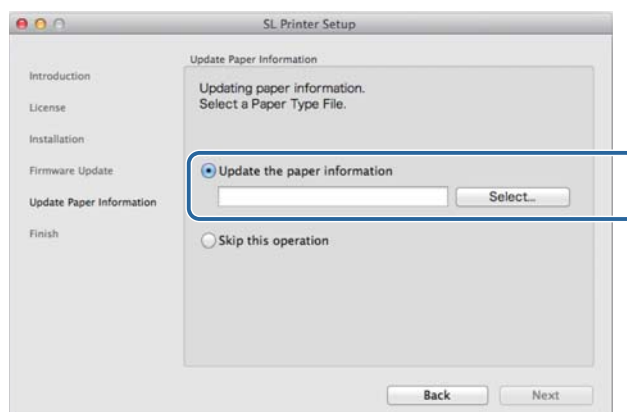 SL Printer Setup
Introduction
License
Installation
Firmware Update
Update Paper Information
Finish
Update Paper Information
Updating paper information.
Select a Paper Type File.
Update the paper information
Select...
Skip this operation
Back
Next